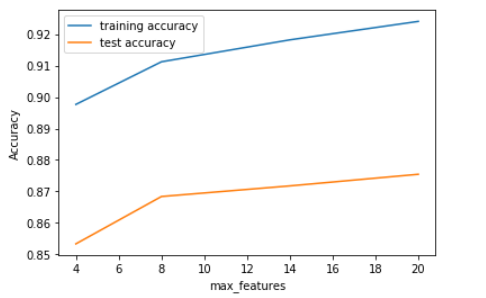 training accuracy
test accuracy
0.92
0.91
0.90
0.89
0.88
0.87
0.86
0.85
Accuracy
4 6 8 10 12 14 16 18 20
max_features